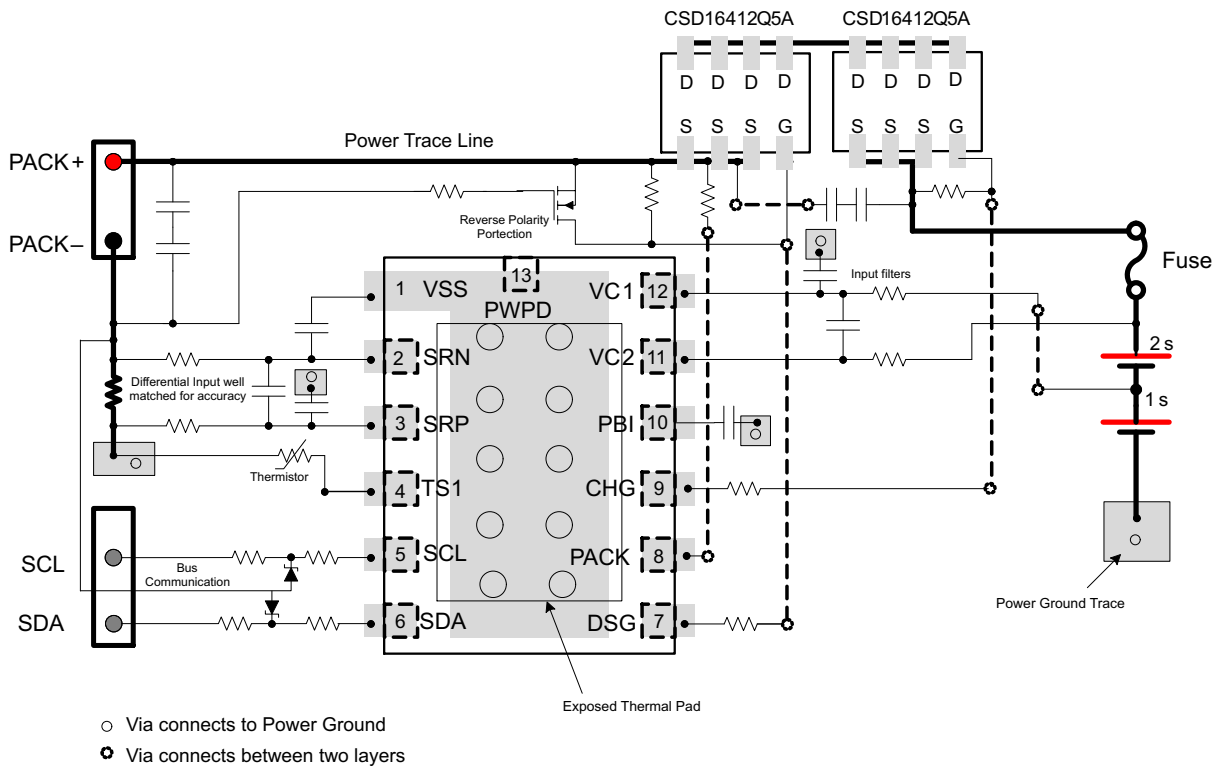 CSD16412Q5A
CSD16412Q5A
D D D D
D D D D
S S S G
S S S G
Power Trace Line
PACK+
PACK–
Reverse Polarity
Portection
Fuse
Input filters
13
PWPD
1 VSS
VC1 12
2 SRN
VC2 11
2 s
Differential Input well
matched for accuracy
1 s
3 SRP
PBI 10
Thermistor
4 TS1
CHG 9
SCL
Bus
Communication
5 SCL
PACK 8
SDA
6 SDA
DSG 7
Power Ground Trace
Exposed Thermal Pad
Via connects to Power Ground
Via connects between two layers